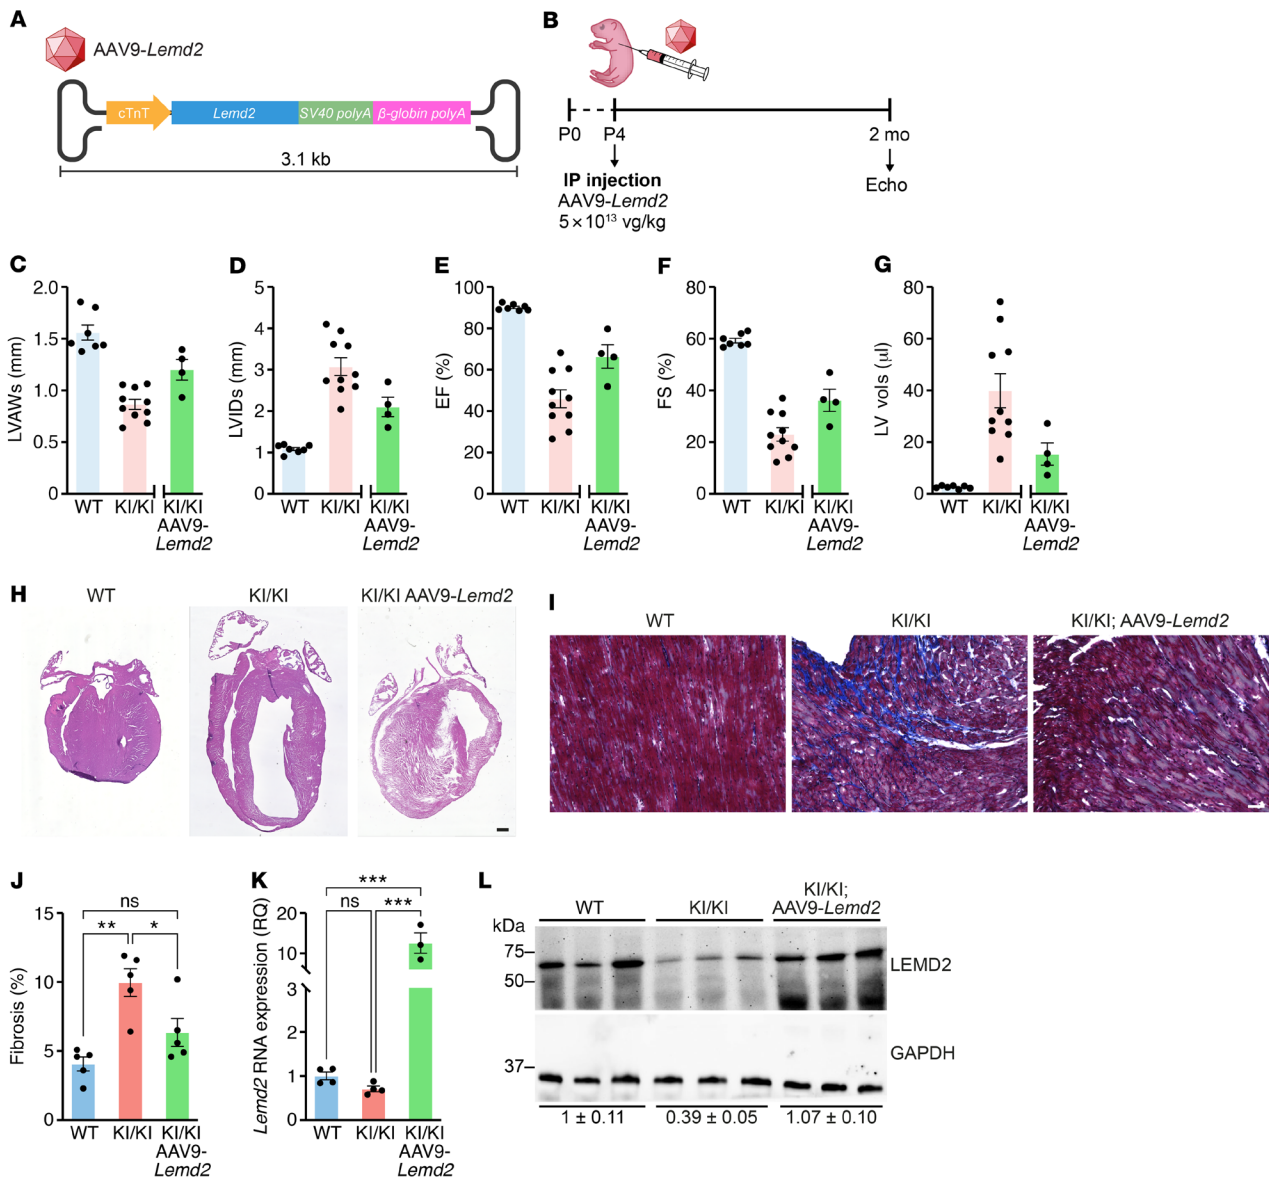 A
AAV9-Lemd2
cTnT
Lemd2
SV40 polyA
β-globin polyA
3.1 kb
B
P0
P4
2 mo
IP injection
AAV9-Lemd2
5×10¹³ vg/kg
Echo
C
LVAWs (mm)
2.0
1.5
1.0
0.5
0
WT
KI/KI
KI/KI
AAV9-
Lemd2
D
LVIDs (mm)
5
4
3
2
1
0
WT
KI/KI
KI/KI
AAV9-
Lemd2
E
EF (%)
100
80
60
40
20
0
WT
KI/KI
KI/KI
AAV9-
Lemd2
F
FS (%)
80
60
40
20
0
WT
KI/KI
KI/KI
AAV9-
Lemd2
G
LV vols (µl)
80
60
40
20
0
WT
KI/KI
KI/KI
AAV9-
Lemd2
H
WT
KI/KI
KI/KI AAV9-Lemd2
I
WT
KI/KI
KI/KI; AAV9-Lemd2
J
Fibrosis (%)
15
10
5
0
ns
**
*
WT
KI/KI
KI/KI
AAV9-
Lemd2
K
Lemd2 RNA expression (RQ)
20
10
3
2
1
0
***
ns
***
WT
KI/KI
KI/KI
AAV9-
Lemd2
L
WT
KI/KI
KI/KI;
AAV9-Lemd2
kDa
75
50
37
LEMD2
GAPDH
1 ± 0.11
0.39 ± 0.05
1.07 ± 0.10